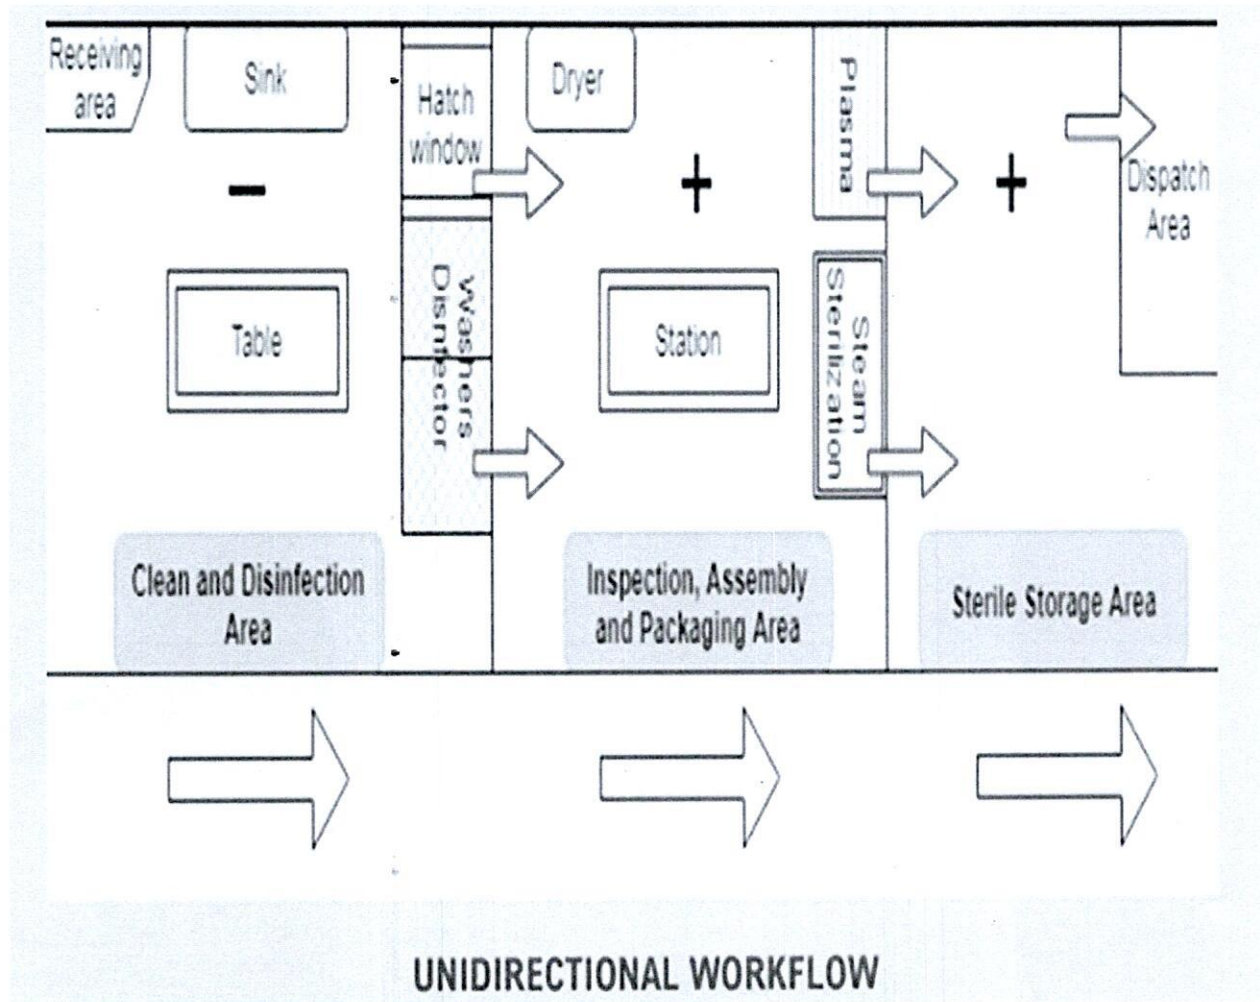 Receiving
area
Sink
Hatch
window
Dryer
Plasma
Dispatch
Area
−
+
+
Table
Washers
Disnfector
Station
Steam
Sterilization
Clean and Disinfection
Area
Inspection, Assembly
and Packaging Area
Sterile Storage Area
UNIDIRECTIONAL WORKFLOW